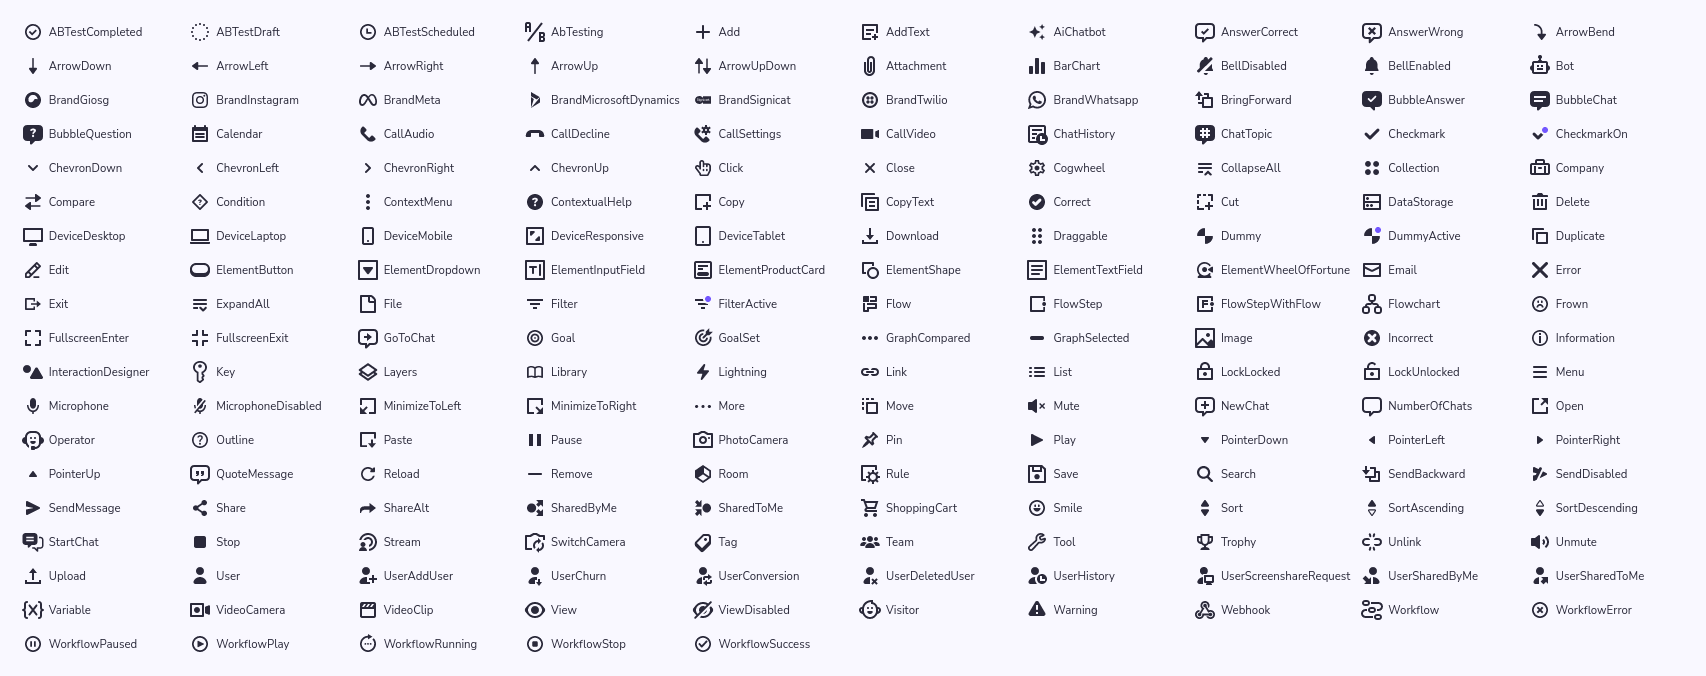 ABTestCompleted ABTestDraft ABTestScheduled AbTesting Add AddText AiChatbot AnswerCorrect AnswerWrong ArrowBend
ArrowDown ArrowLeft ArrowRight ArrowUp ArrowUpDown Attachment BarChart BellDisabled BellEnabled Bot
BrandGiosg BrandInstagram BrandMeta BrandMicrosoftDynamics BrandSignicat BrandTwilio BrandWhatsapp BringForward BubbleAnswer BubbleChat
BubbleQuestion Calendar CallAudio CallDecline CallSettings CallVideo ChatHistory ChatTopic Checkmark CheckmarkOn
ChevronDown ChevronLeft ChevronRight ChevronUp Click Close Cogwheel CollapseAll Collection Company
Compare Condition ContextMenu ContextualHelp Copy CopyText Correct Cut DataStorage Delete
DeviceDesktop DeviceLaptop DeviceMobile DeviceResponsive DeviceTablet Download Draggable Dummy DummyActive Duplicate
Edit ElementButton ElementDropdown ElementInputField ElementProductCard ElementShape ElementTextField ElementWheelOfFortune Email Error
Exit ExpandAll File Filter FilterActive Flow FlowStep FlowStepWithFlow Flowchart Frown
FullscreenEnter FullscreenExit GoToChat Goal GoalSet GraphCompared GraphSelected Image Incorrect Information
InteractionDesigner Key Layers Library Lightning Link List LockLocked LockUnlocked Menu
Microphone MicrophoneDisabled MinimizeToLeft MinimizeToRight More Move Mute NewChat NumberOfChats Open
Operator Outline Paste Pause PhotoCamera Pin Play PointerDown PointerLeft PointerRight
PointerUp QuoteMessage Reload Remove Room Rule Save Search SendBackward SendDisabled
SendMessage Share ShareAlt SharedByMe SharedToMe ShoppingCart Smile Sort SortAscending SortDescending
StartChat Stop Stream SwitchCamera Tag Team Tool Trophy Unlink Unmute
Upload User UserAddUser UserChurn UserConversion UserDeletedUser UserHistory UserScreenshareRequest UserSharedByMe UserSharedToMe
Variable VideoCamera VideoClip View ViewDisabled Visitor Warning Webhook Workflow WorkflowError
WorkflowPaused WorkflowPlay WorkflowRunning WorkflowStop WorkflowSuccess